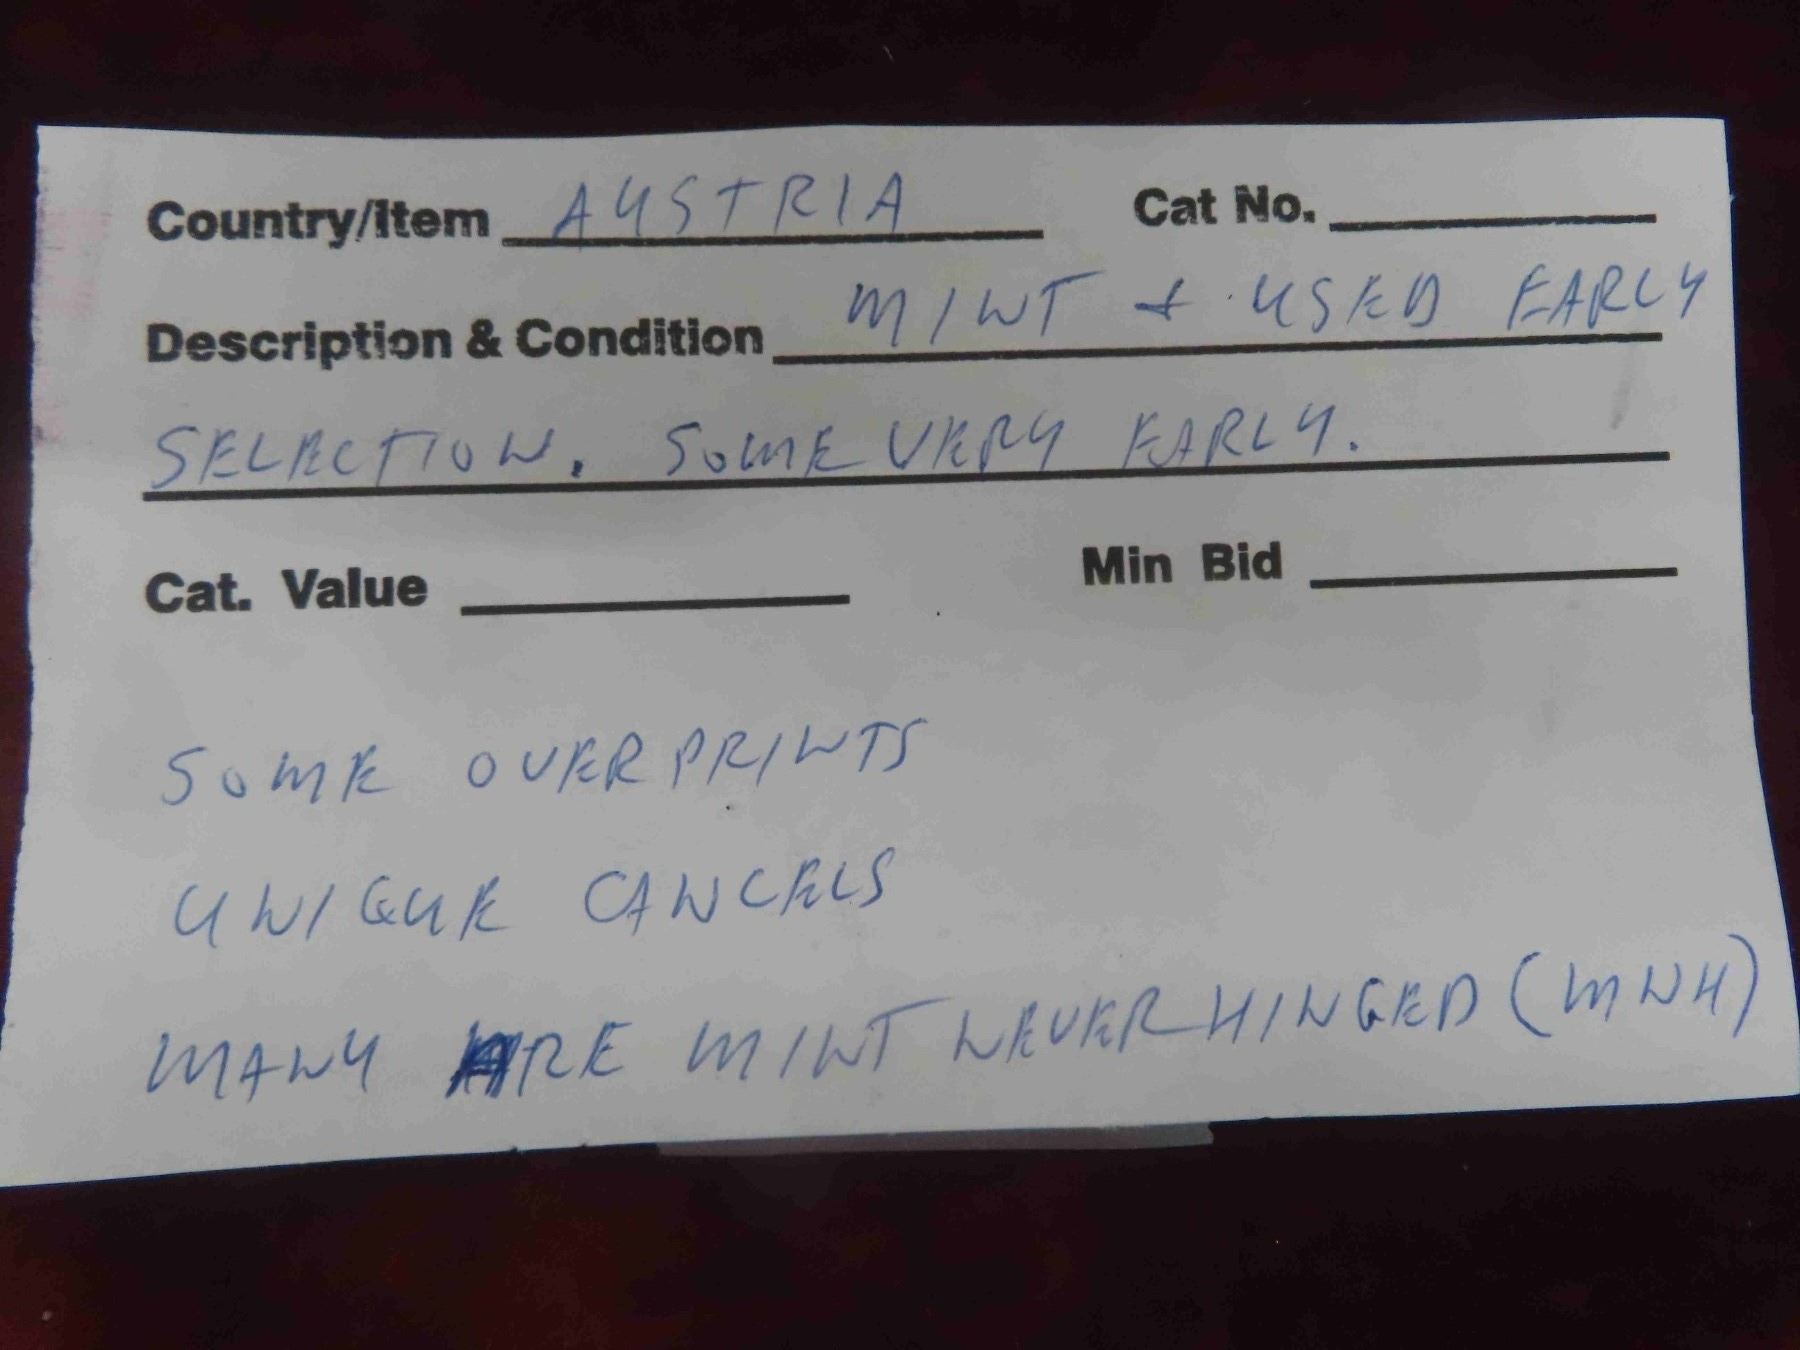 Country/Item AUSTRIA Cat No.
Description & Condition MINT & USED EARLY
SELECTION. SOME VERY EARLY.
Cat. Value Min Bid
SOME OVERPRINTS
UNIQUE CANCELS
MANY ARE MINT NEVER HINGED (MNH)